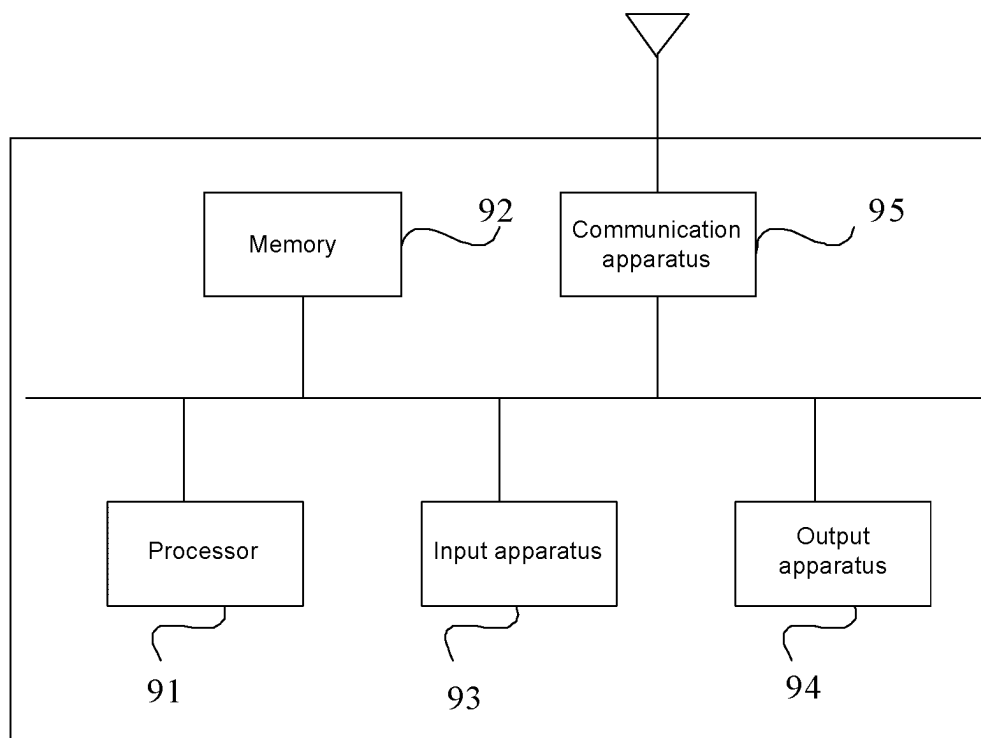 92
95
Memory
Communication
apparatus
Processor
Input apparatus
Output
apparatus
91
93
94